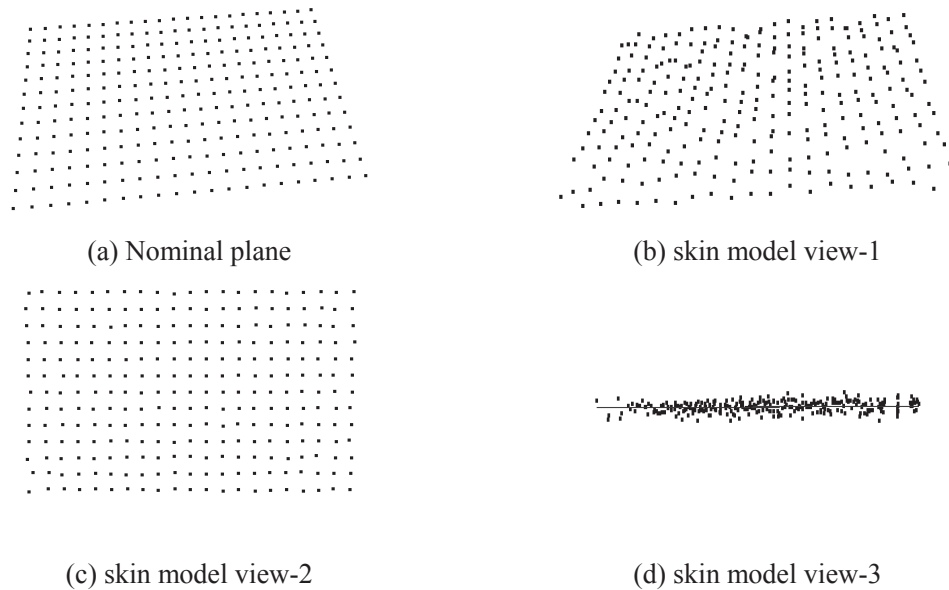 (a) Nominal plane
(b) skin model view-1
(c) skin model view-2
(d) skin model view-3